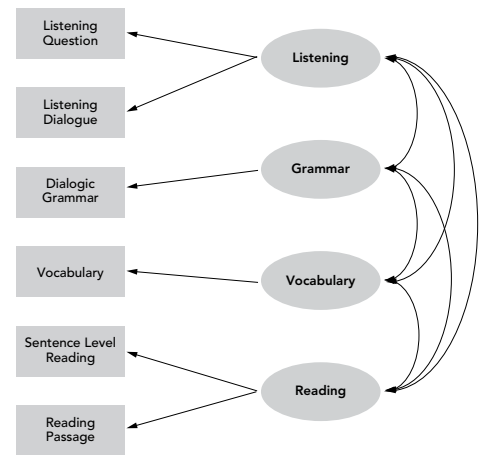 Listening
Question
Listening
Listening
Dialogue
Grammar
Dialogic
Grammar
Vocabulary
Vocabulary
Sentence Level
Reading
Reading
Reading
Passage